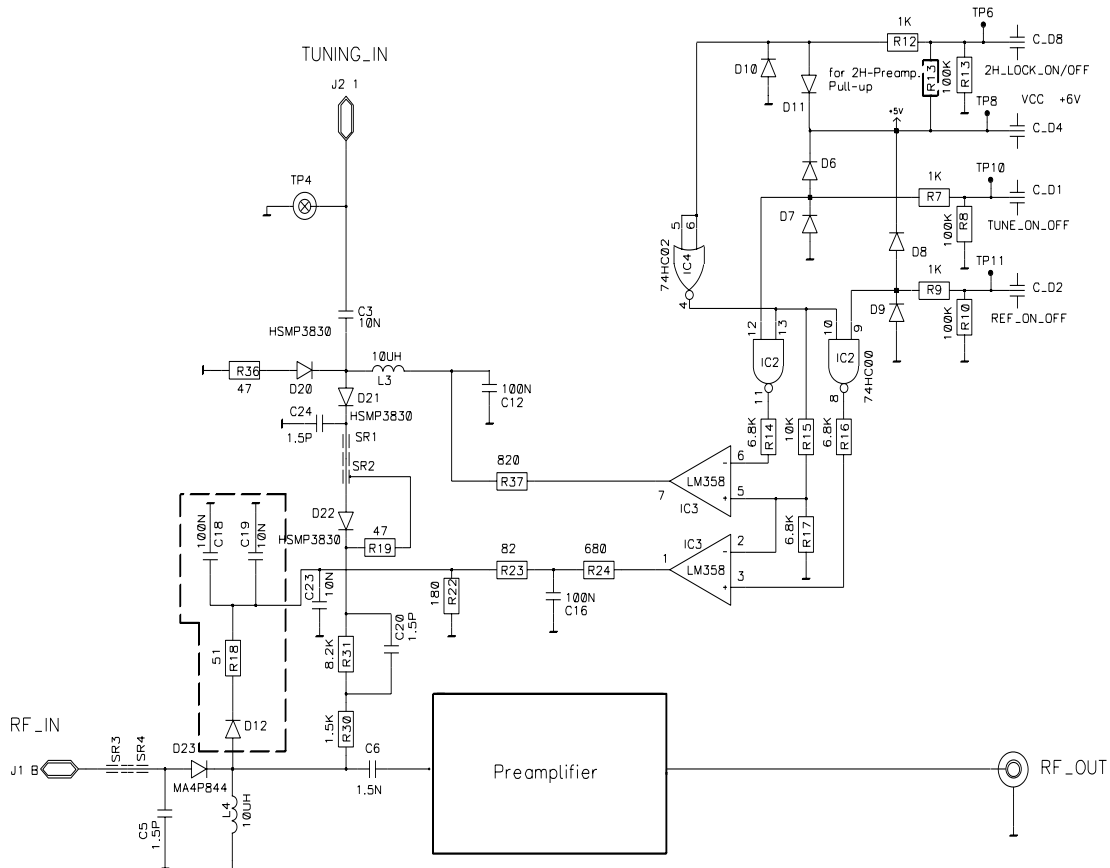 TUNING_IN
J2 1
TP4
C3
10N
HSMP3830
10UH
L3
R36
47
D20
D21
HSMP3830
C24
1.5P
SR1
SR2
100N
C12
820
R37
D22
HSMP3830
47
R19
100N
C18
C19
10N
C23
10N
180
R22
82
R23
680
R24
100N
C16
8.2K
R31
C20
1.5P
51
R18
D12
1.5K
R30
RF_IN
J1 B
SR3
SR4
D23
MA4P844
C5
1.5P
L4
10UH
C6
1.5N
Preamplifier
RF_OUT
1K
R12
TP6
C_D8
2H_LOCK_ON/OFF
D10
D11
for 2H-Preamp.
Pull-up
R13
100K
R13
TP8
VCC +6V
C_D4
+5V
D6
D7
1K
R7
TP10
C_D1
TUNE_ON_OFF
100K
R8
D8
1K
R9
TP11
C_D2
REF_ON_OFF
D9
100K
R10
5
6
74HC02
IC4
4
12
13
10
9
IC2
IC2
74HC00
11
8
6.8K
R14
10K
R15
6.8K
R16
6
5
7
LM358
IC3
-
+
6.8K
R17
IC3
LM358
1
2
3
-
+